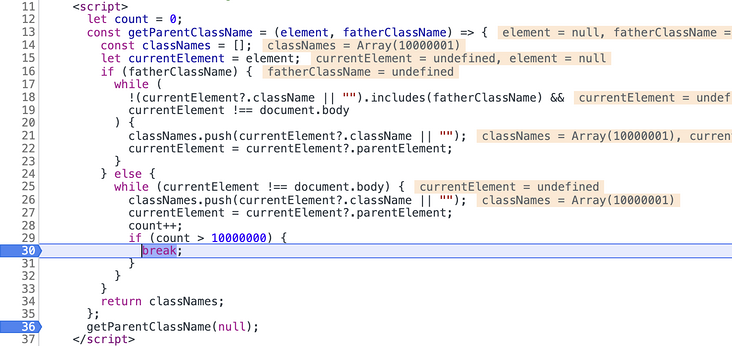 11 <script>
12 let count = 0;
13 const getParentClassName = (element, fatherClassName) => { element = null, fatherClassName =
14 const classNames = []; classNames = Array(10000001)
15 let currentElement = element; currentElement = undefined, element = null
16 if (fatherClassName) { fatherClassName = undefined
17 while (
18 !(currentElement?.className || "").includes(fatherClassName) && currentElement = undef
19 currentElement !== document.body
20 ) {
21 classNames.push(currentElement?.className || ""); classNames = Array(10000001), curren
22 currentElement = currentElement?.parentElement;
23 }
24 } else {
25 while (currentElement !== document.body) { currentElement = undefined
26 classNames.push(currentElement?.className || ""); classNames = Array(10000001)
27 currentElement = currentElement?.parentElement;
28 count++;
29 if (count > 10000000) {
30 break;
31 }
32 }
33 }
34 return classNames;
35 };
36 getParentClassName(null);
37 </script>